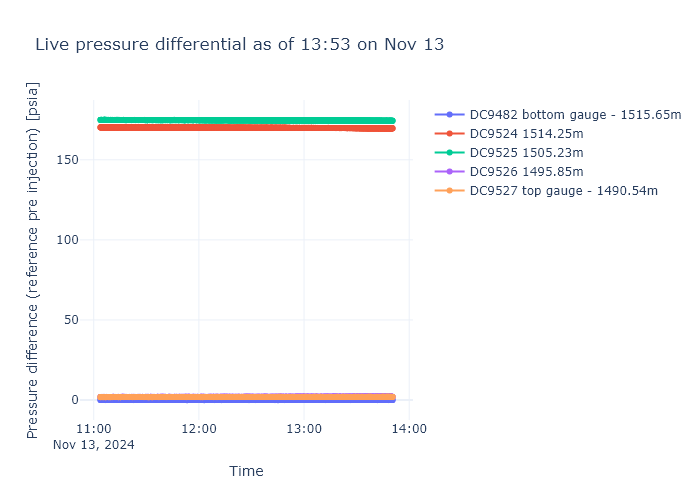 Live pressure differential as of 13:53 on Nov 13
Pressure difference (reference pre injection) [psia]
150
100
50
0
11:00
12:00
13:00
14:00
Nov 13, 2024
Time
DC9482 bottom gauge - 1515.65m
DC9524 1514.25m
DC9525 1505.23m
DC9526 1495.85m
DC9527 top gauge - 1490.54m